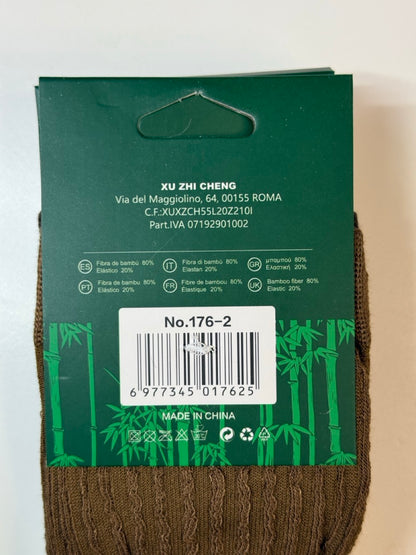 XU ZHI CHENG
Via del Maggiolino, 64, 00155 ROMA
C.F.:XUXZCH55L20Z210I
Part.IVA 07192901002
ES Fibra de bambú 80% Elástico 20%
IT Fibra di bambú 80% Elastan 20%
GR μπαμπού 80% Ελαστική 20%
PT Fibra de bambu 80% Elástico 20%
FR Fibre de bambou 80% Élastique 20%
UK Bamboo fiber 80% Elastane 20%
No.176-2
6 977345 017625
MADE IN CHINA